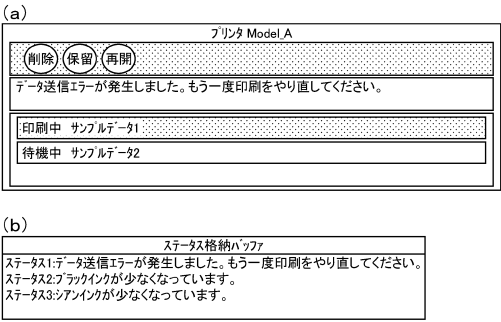 (a)
プリンタ Model_A
削除 保留 再開
データ送信エラーが発生しました。もう一度印刷をやり直してください。
印刷中 サンプルデータ1
待機中 サンプルデータ2
(b)
ステータス格納バッファ
ステータス1:データ送信エラーが発生しました。もう一度印刷をやり直してください。
ステータス2:ブラックインクが少なくなっています。
ステータス3:シアンインクが少なくなっています。